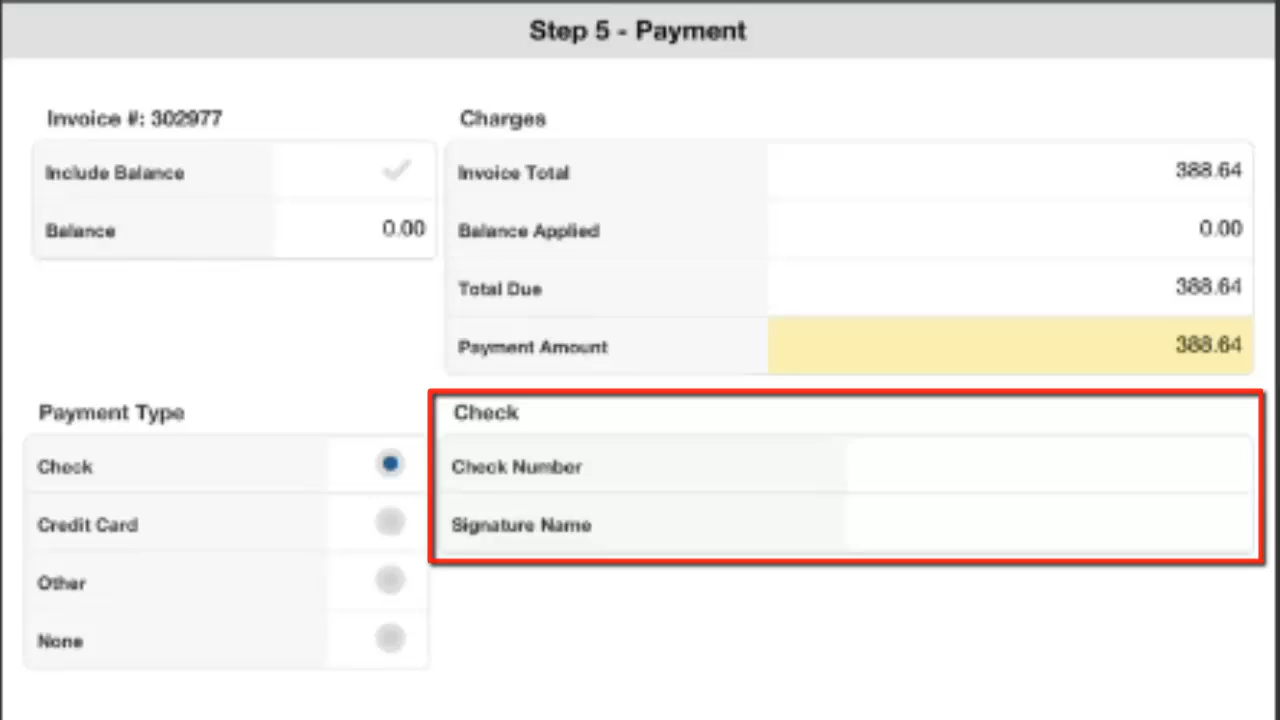 Step 5 - Payment
Invoice #: 302977
Include Balance
Balance 0.00
Charges
Invoice Total 388.64
Balance Applied 0.00
Total Due 388.64
Payment Amount 388.64
Payment Type
Check
Credit Card
Other
None
Check
Check Number
Signature Name